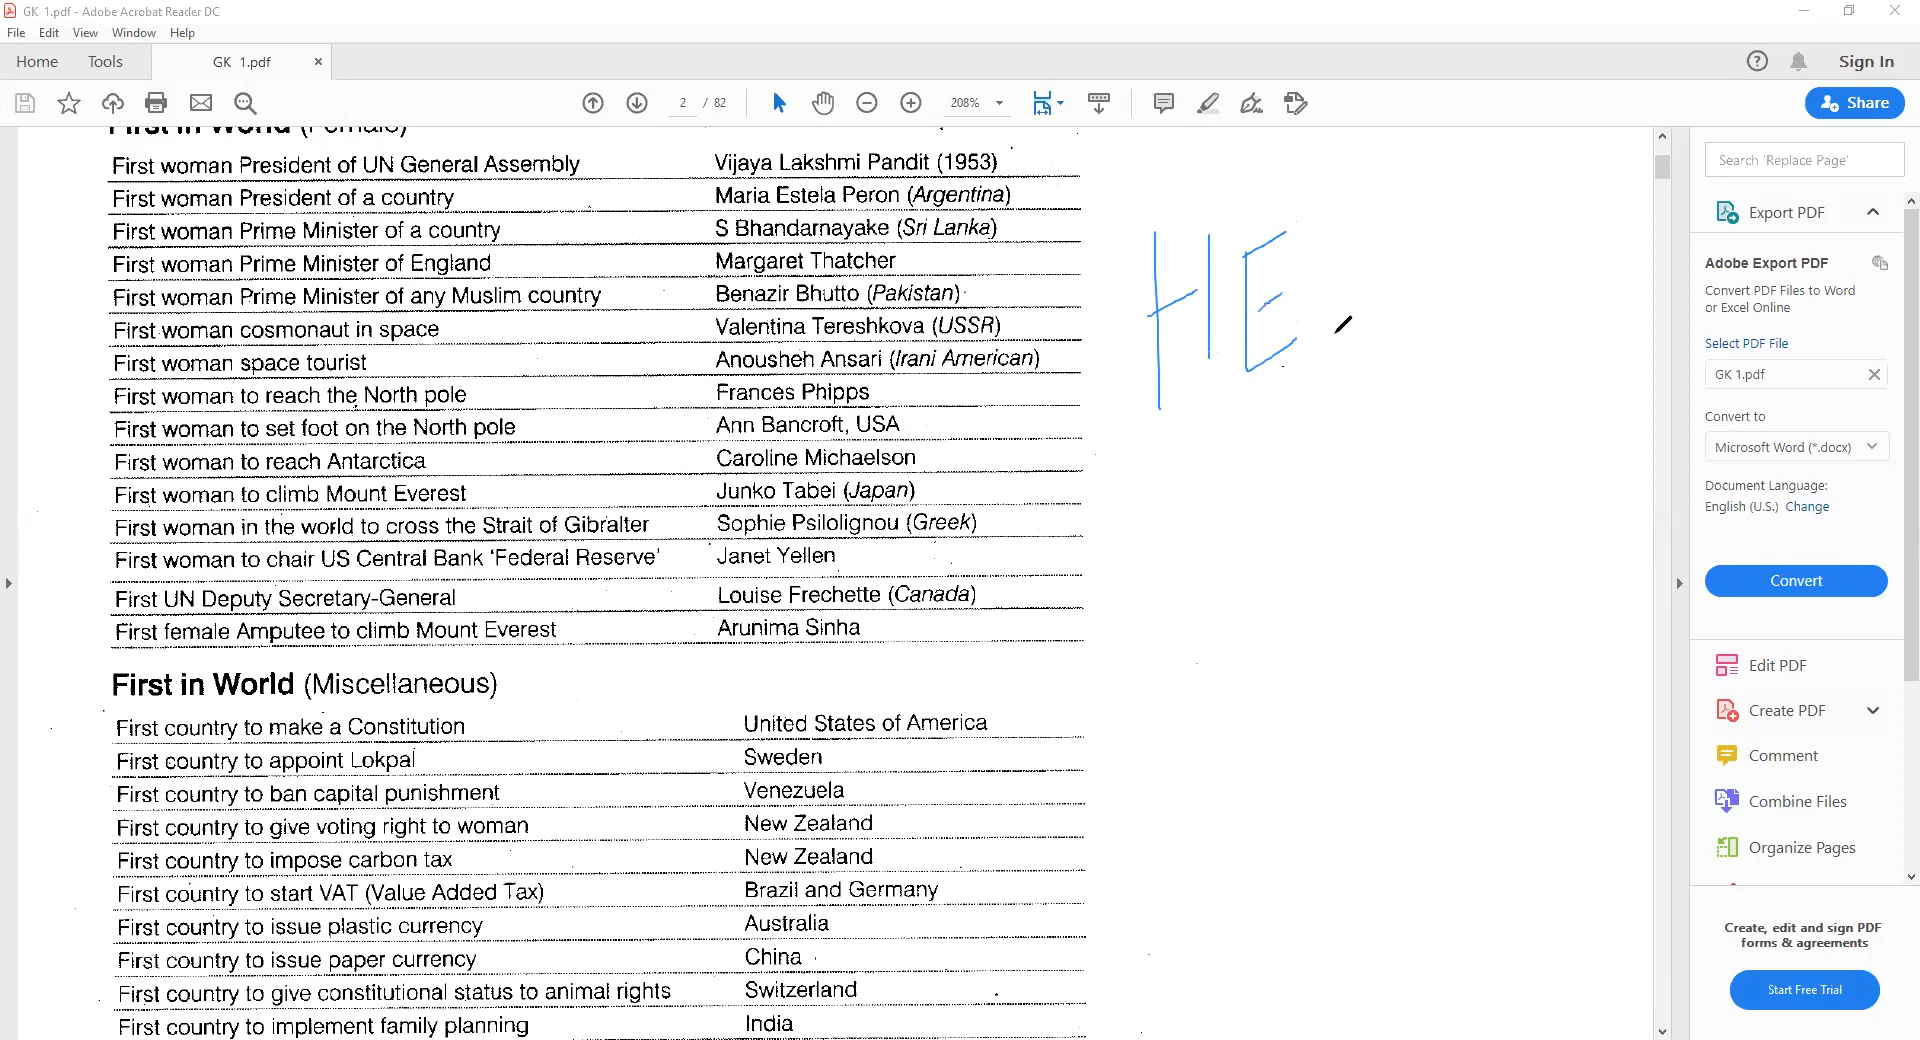 GK 1.pdf - Adobe Acrobat Reader DC
File Edit View Window Help
Home Tools GK 1.pdf × Sign In
2 / 82 208% Share
First in World (Female)
First woman President of UN General Assembly Vijaya Lakshmi Pandit (1953)
First woman President of a country Maria Estela Peron (Argentina)
First woman Prime Minister of a country S Bhandarnayake (Sri Lanka)
First woman Prime Minister of England Margaret Thatcher
First woman Prime Minister of any Muslim country Benazir Bhutto (Pakistan)
First woman cosmonaut in space Valentina Tereshkova (USSR)
First woman space tourist Anousheh Ansari (Irani American)
First woman to reach the North pole Frances Phipps
First woman to set foot on the North pole Ann Bancroft, USA
First woman to reach Antarctica Caroline Michaelson
First woman to climb Mount Everest Junko Tabei (Japan)
First woman in the world to cross the Strait of Gibralter Sophie Psilolignou (Greek)
First woman to chair US Central Bank 'Federal Reserve' Janet Yellen
First UN Deputy Secretary-General Louise Frechette (Canada)
First female Amputee to climb Mount Everest Arunima Sinha
First in World (Miscellaneous)
First country to make a Constitution United States of America
First country to appoint Lokpal Sweden
First country to ban capital punishment Venezuela
First country to give voting right to woman New Zealand
First country to impose carbon tax New Zealand
First country to start VAT (Value Added Tax) Brazil and Germany
First country to issue plastic currency Australia
First country to issue paper currency China
First country to give constitutional status to animal rights Switzerland
First country to implement family planning India
HE
Search 'Replace Page'
Export PDF
Adobe Export PDF
Convert PDF Files to Word
or Excel Online
Select PDF File
GK 1.pdf
Convert to
Microsoft Word (*.docx)
Document Language:
English (U.S.) Change
Convert
Edit PDF
Create PDF
Comment
Combine Files
Organize Pages
Create, edit and sign PDF
forms & agreements
Start Free Trial